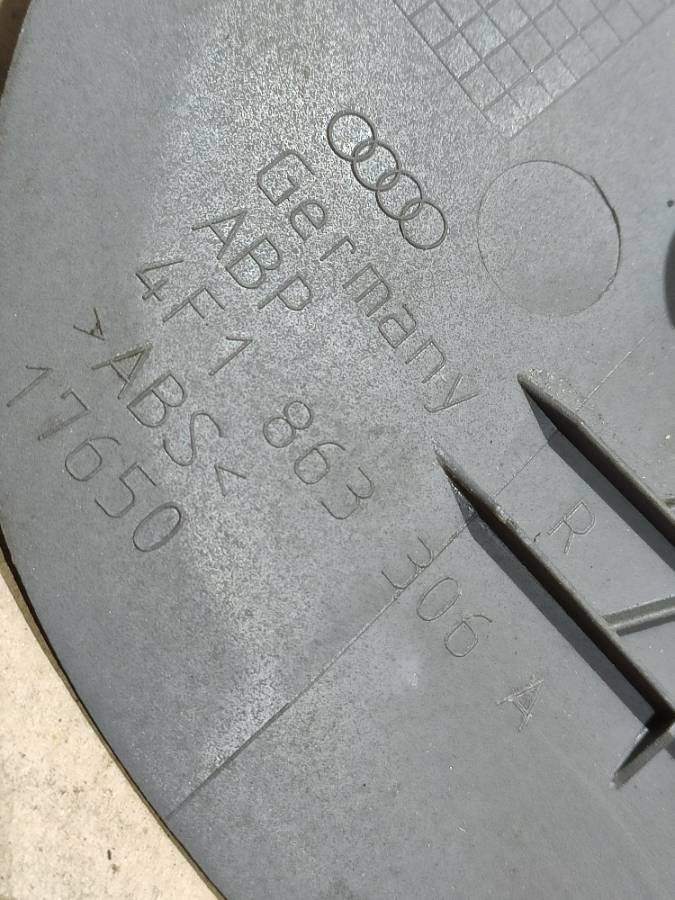 Germany
ABP
4F1 863 306 A
>ABS<
17650
R
A